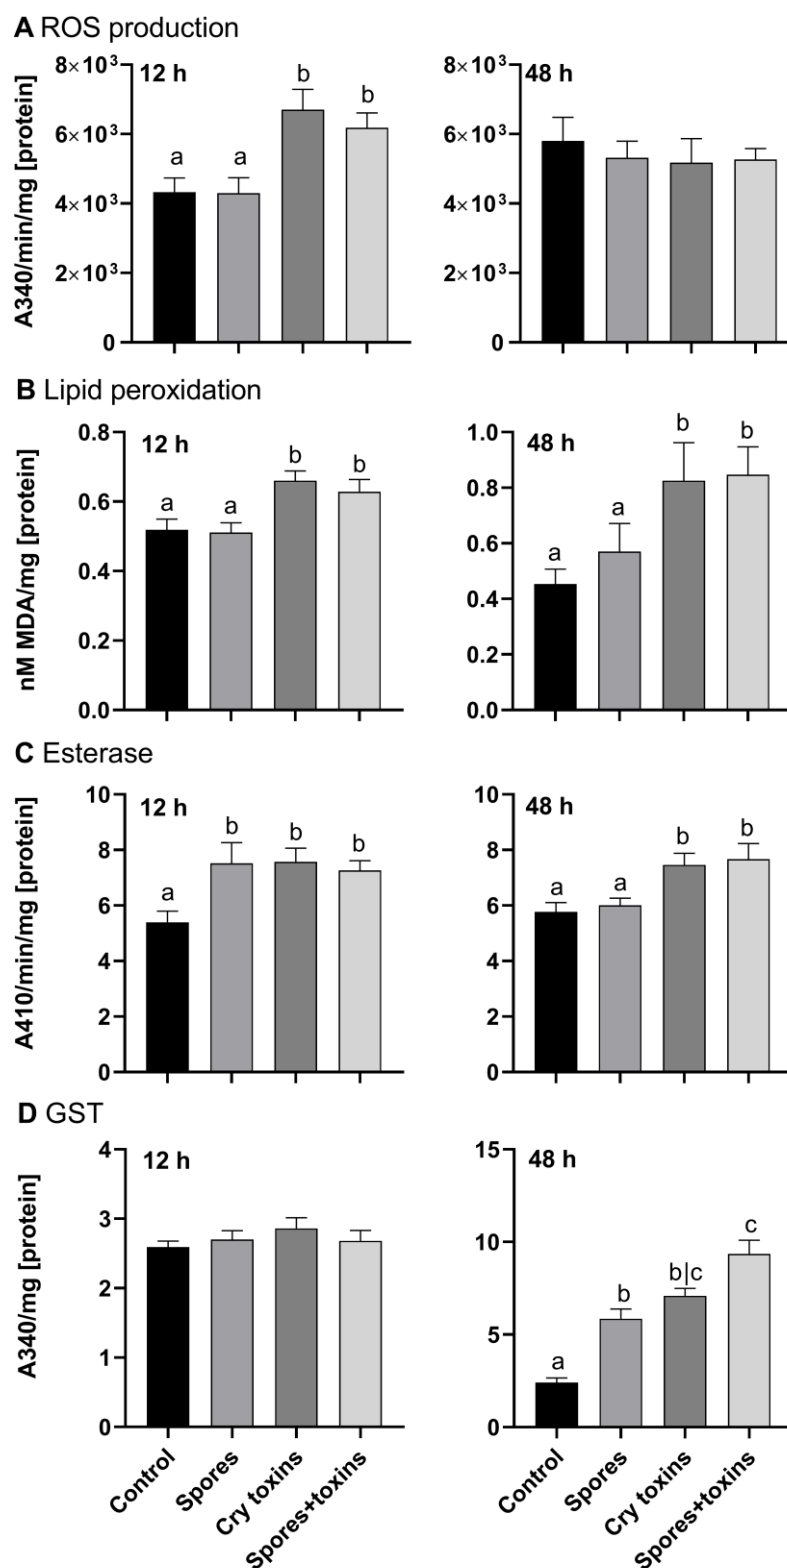 A ROS production
A340/min/mg [protein]
8×10³
6×10³
4×10³
2×10³
0
12 h
a
a
b
b
8×10³
6×10³
4×10³
2×10³
0
48 h
B Lipid peroxidation
nM MDA/mg [protein]
0.8
0.6
0.4
0.2
0.0
12 h
a
a
b
b
1.0
0.8
0.6
0.4
0.2
0.0
48 h
a
a
b
b
C Esterase
A410/min/mg [protein]
10
8
6
4
2
0
12 h
a
b
b
b
10
8
6
4
2
0
48 h
a
a
b
b
D GST
A340/mg [protein]
4
3
2
1
0
12 h
15
10
5
0
48 h
a
b
b|c
c
Control
Spores
Cry toxins
Spores+toxins
Control
Spores
Cry toxins
Spores+toxins